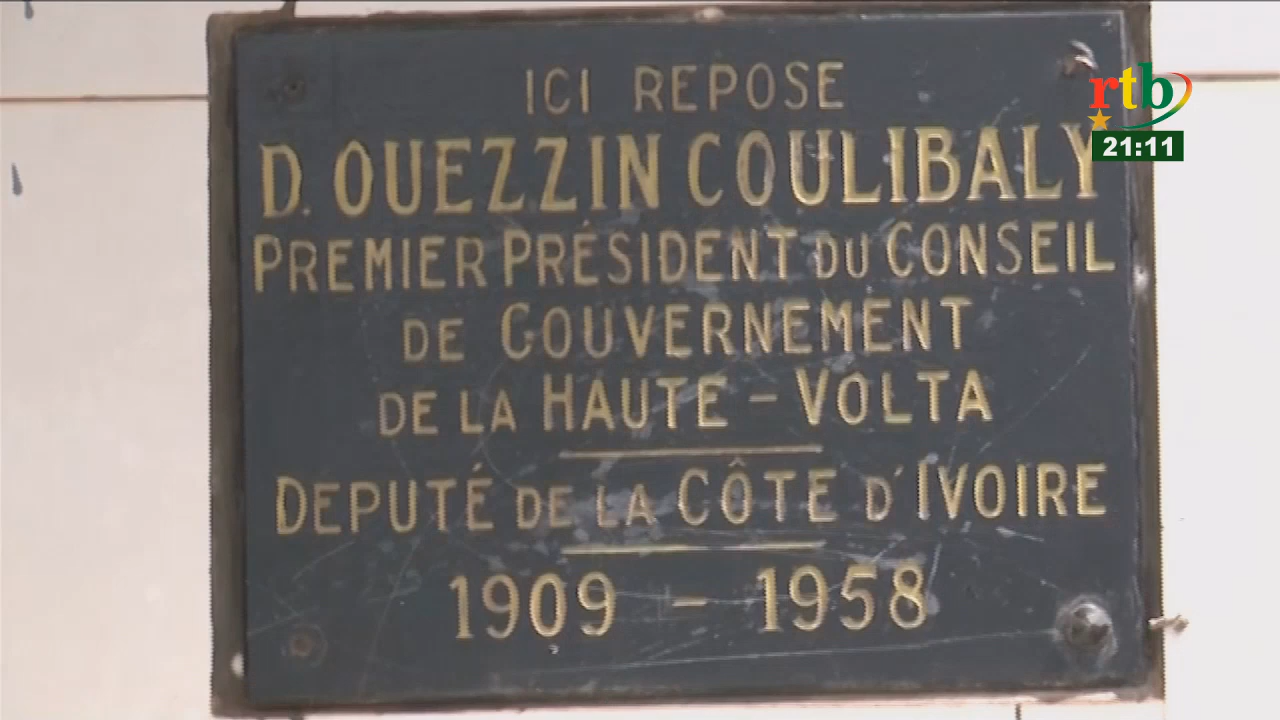 ICI REPOSE
D. OUEZZIN COULIBALY
PREMIER PRÉSIDENT DU CONSEIL
DE GOUVERNEMENT
DE LA HAUTE - VOLTA
DEPUTÉ DE LA CÔTE D'IVOIRE
1909 - 1958
rtb
21:11